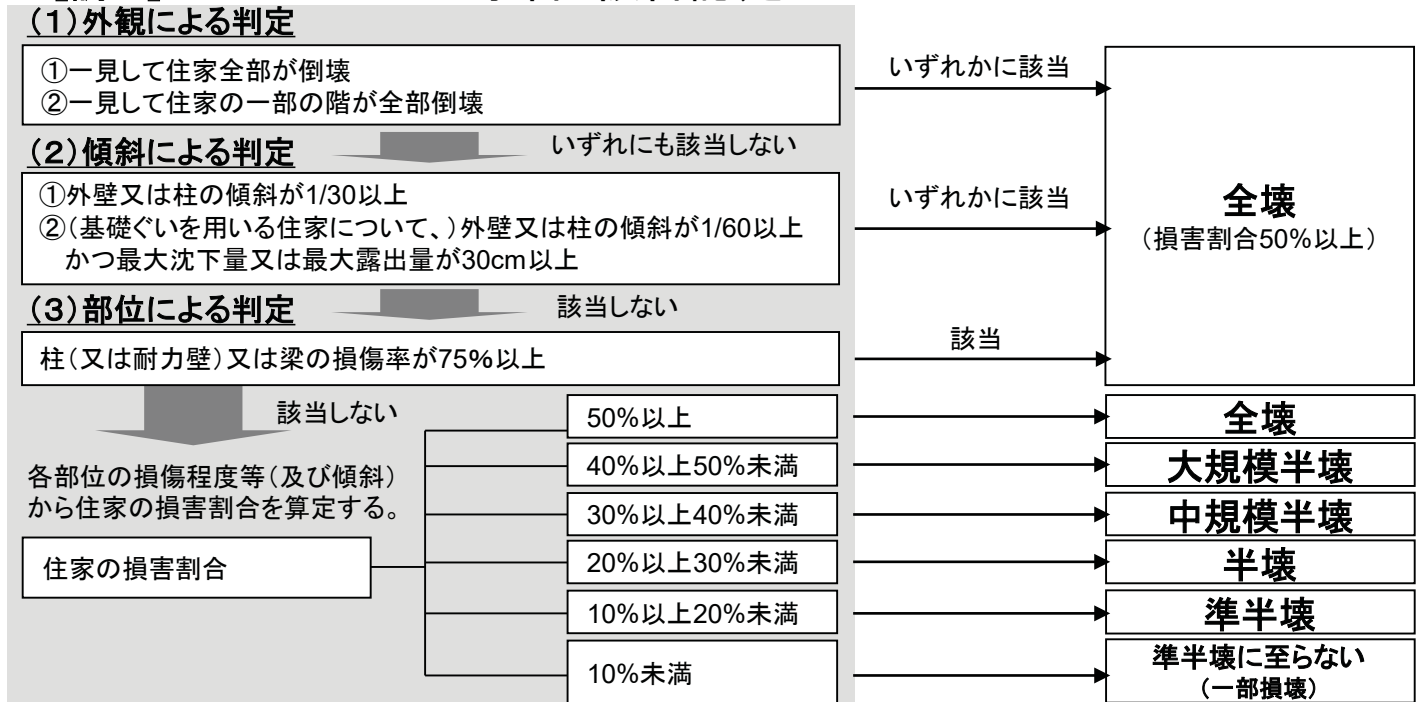 (1)外観による判定
①一見して住家全部が倒壊
②一見して住家の一部の階が全部倒壊
いずれかに該当
いずれにも該当しない
(2)傾斜による判定
①外壁又は柱の傾斜が1/30以上
②(基礎ぐいを用いる住家について、)外壁又は柱の傾斜が1/60以上
かつ最大沈下量又は最大露出量が30cm以上
いずれかに該当
全壊
(損害割合50%以上)
該当しない
(3)部位による判定
柱(又は耐力壁)又は梁の損傷率が75%以上
該当
該当しない
各部位の損傷程度等(及び傾斜)
から住家の損害割合を算定する。
住家の損害割合
50%以上
全壊
40%以上50%未満
大規模半壊
30%以上40%未満
中規模半壊
20%以上30%未満
半壊
10%以上20%未満
準半壊
10%未満
準半壊に至らない
(一部損壊)